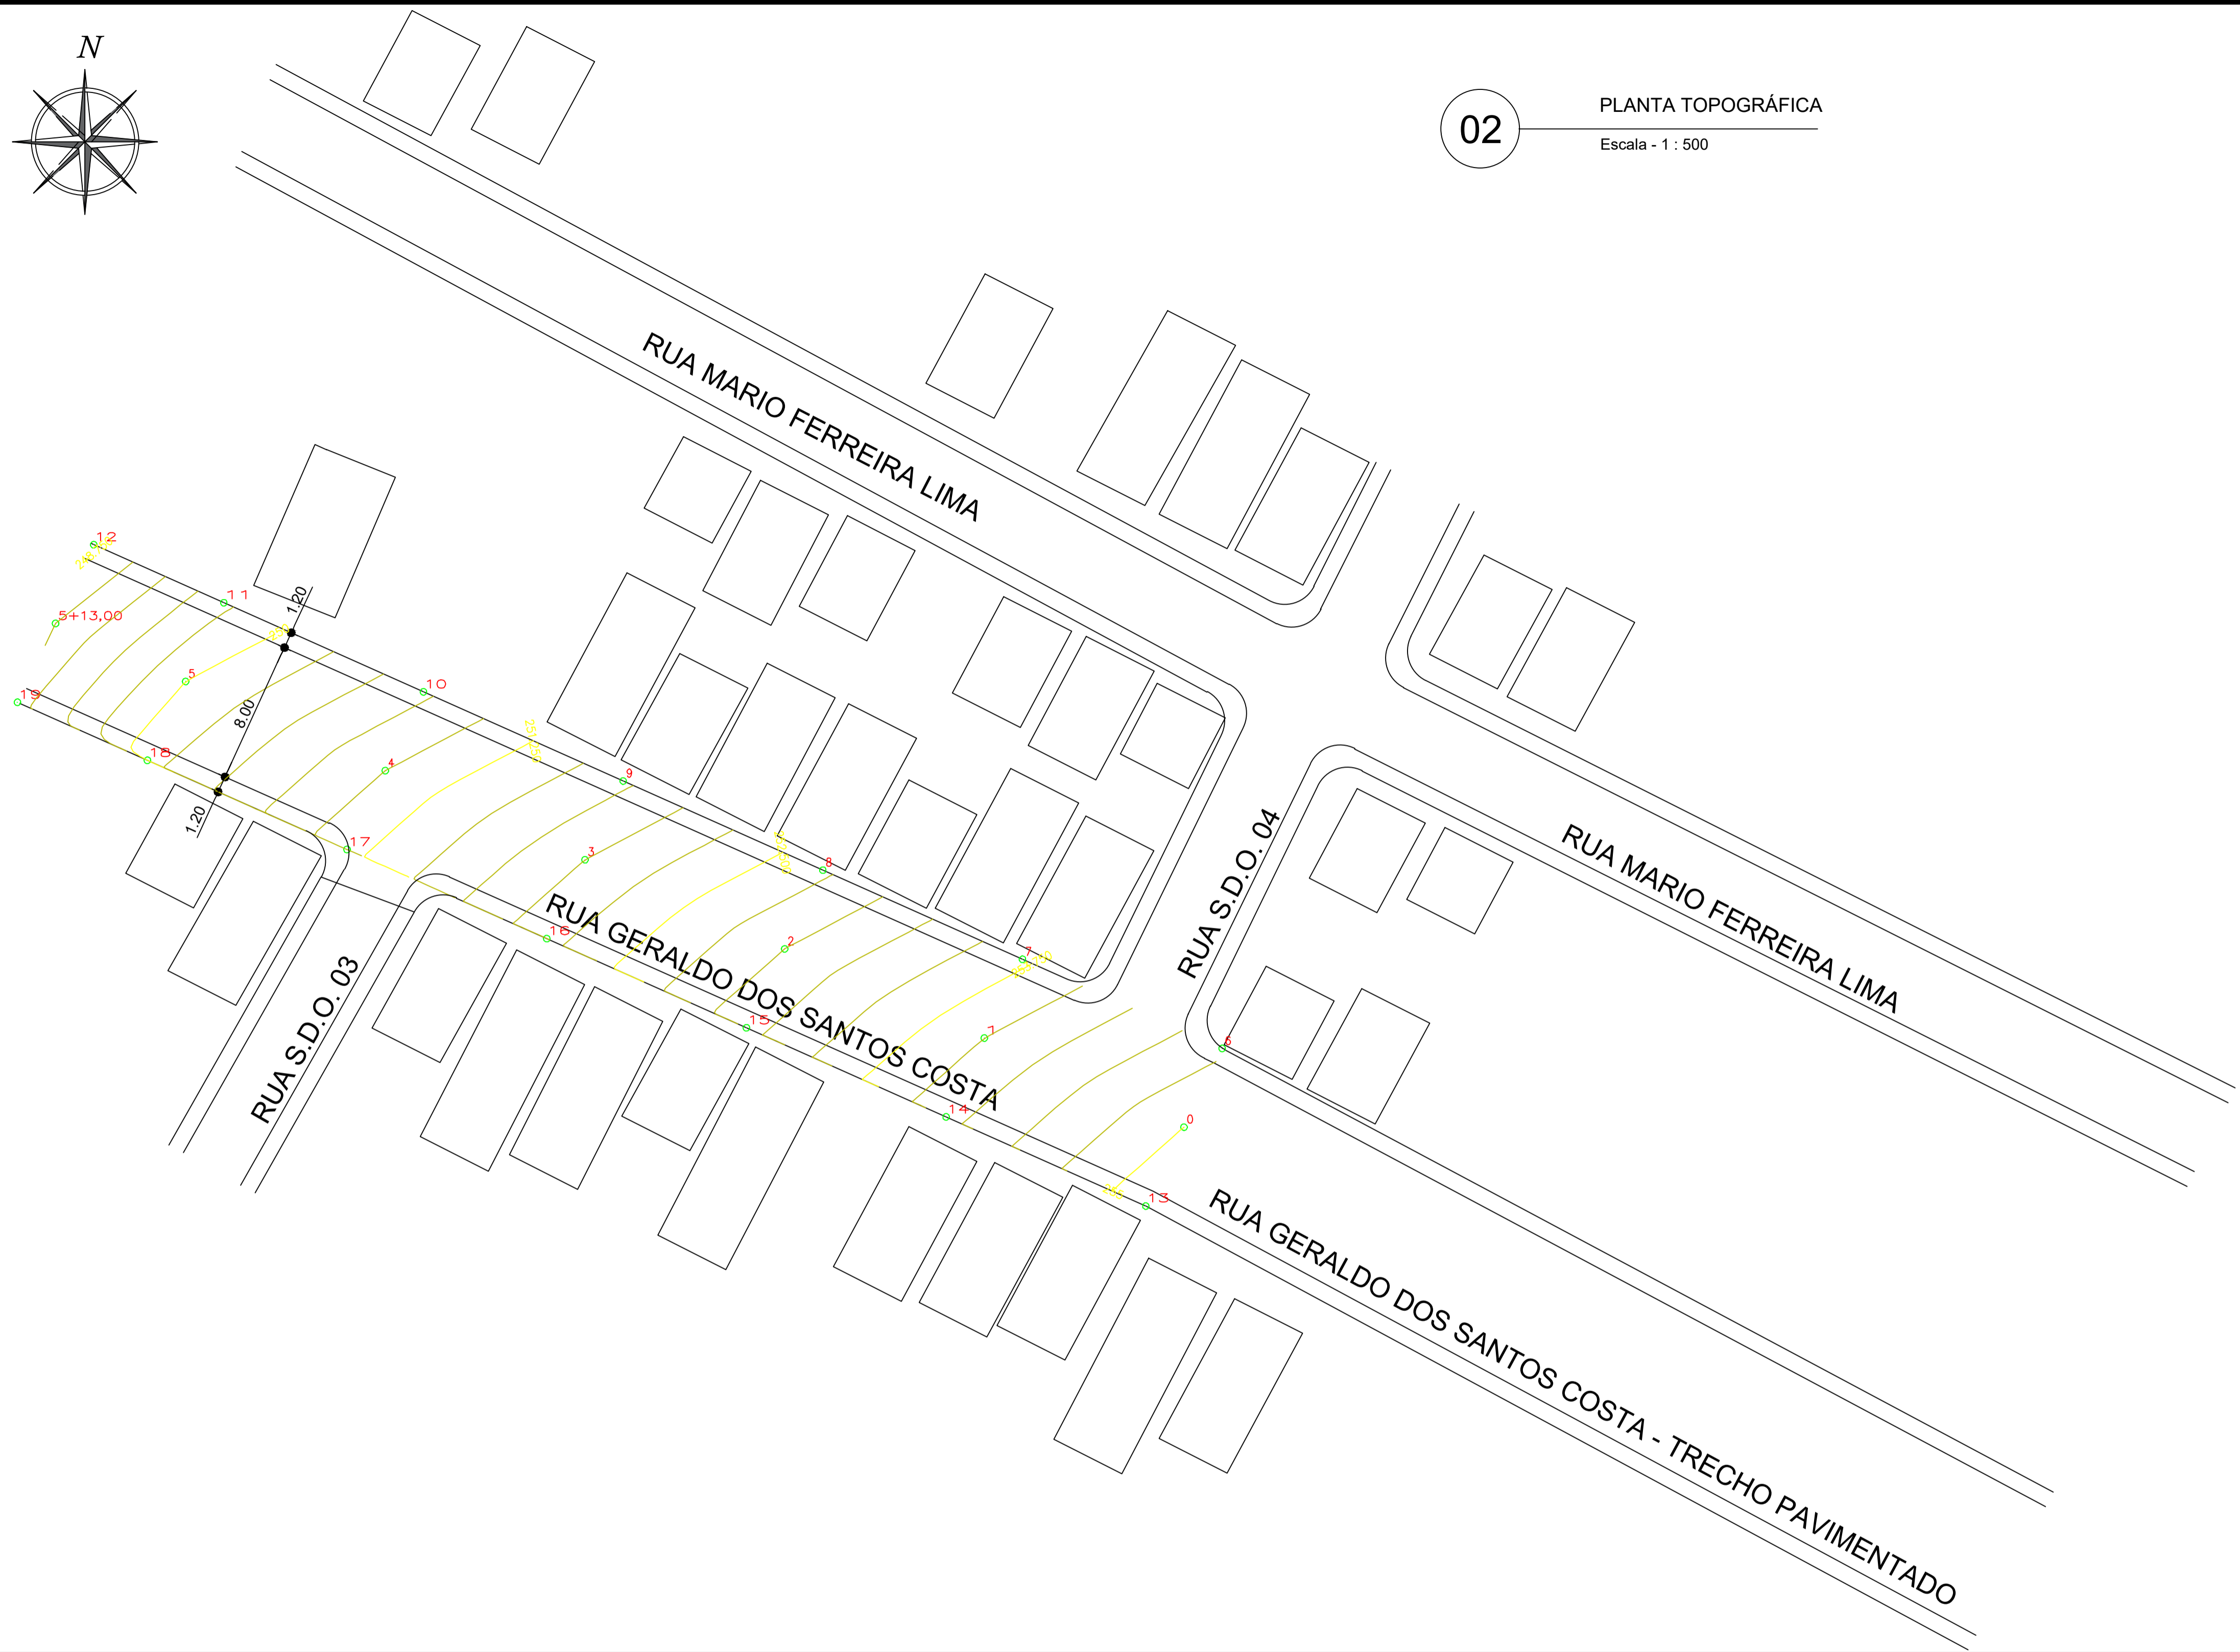 N
02
PLANTA TOPOGRÁFICA
Escala - 1 : 500
RUA MARIO FERREIRA LIMA
12
11
1.20
5+13,00
5
10
19
8.00
18
4
251,250
9
1.20
17
3
8
RUA S.D.O. 04
RUA MARIO FERREIRA LIMA
RUA GERALDO DOS SANTOS COSTA
16
2
7
RUA S.D.O. 03
15
1
6
14
0
13
RUA GERALDO DOS SANTOS COSTA - TRECHO PAVIMENTADO